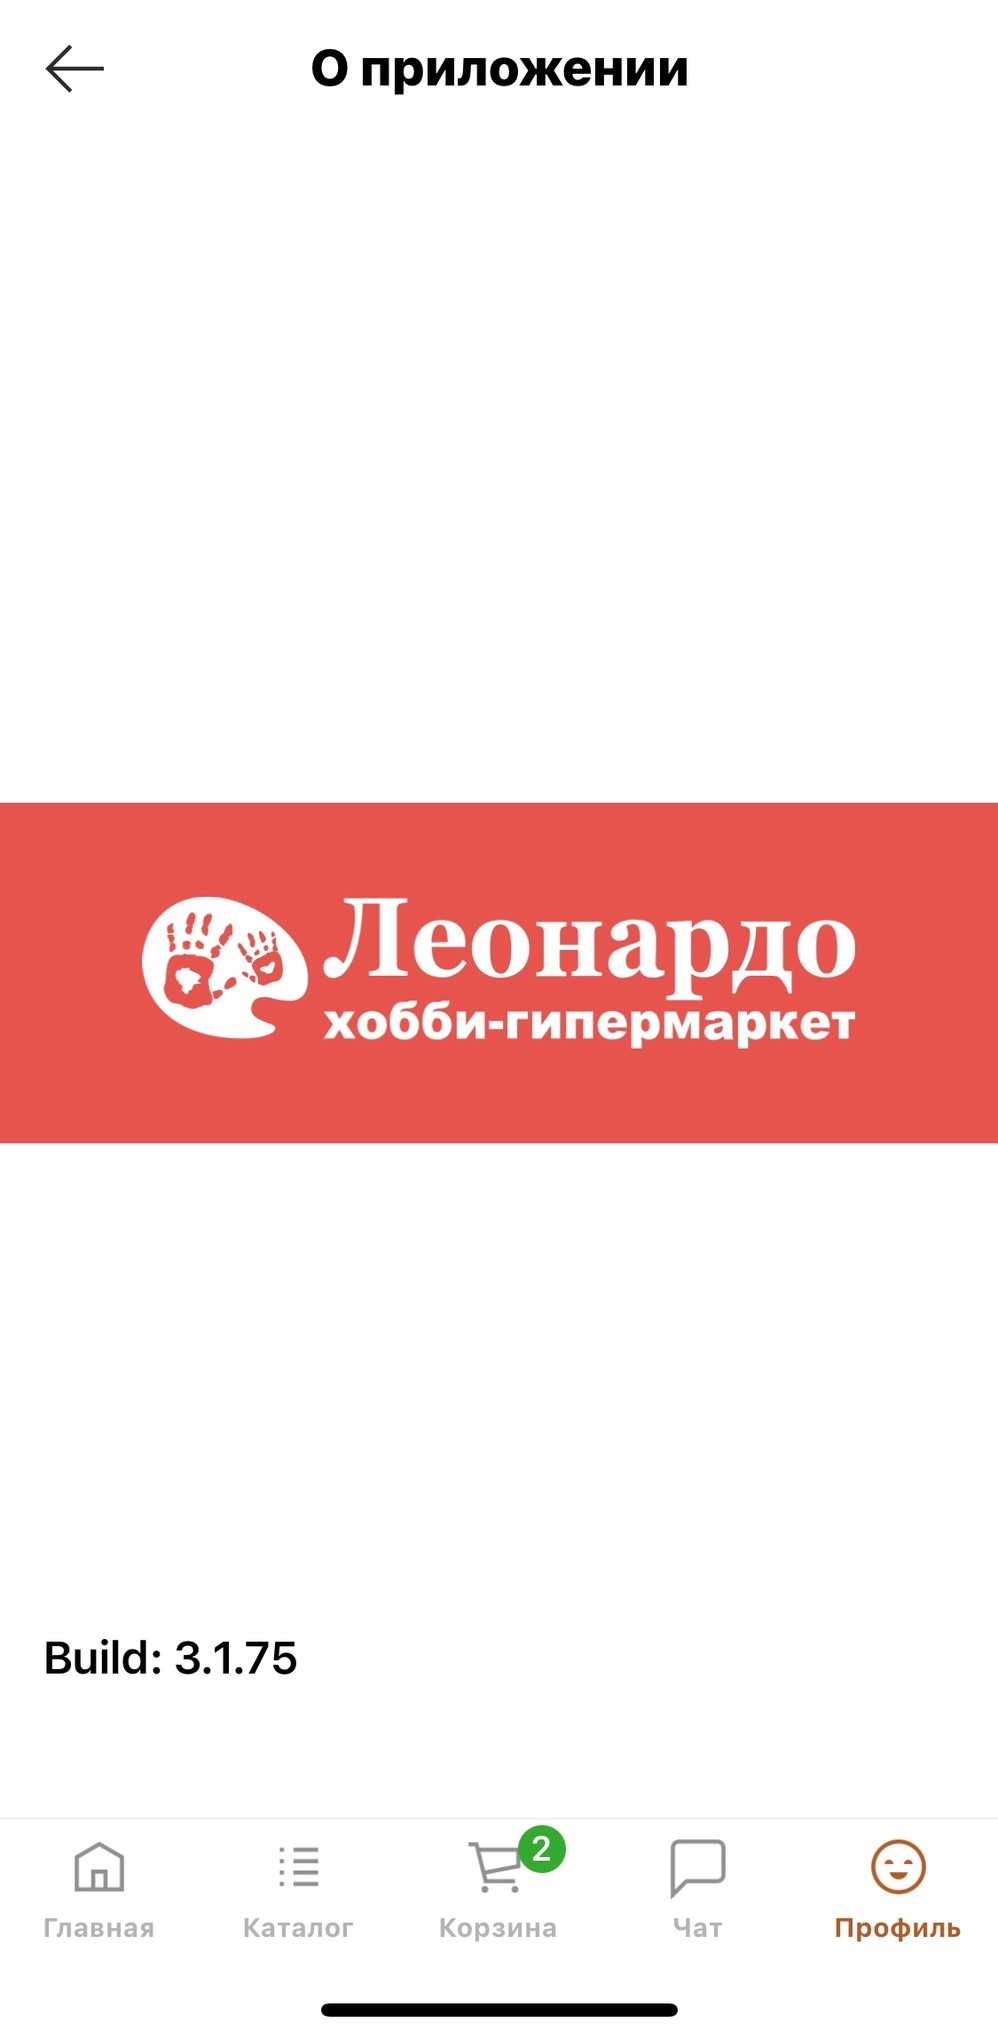 О приложении
Леонардо
хобби-гипермаркет
Build: 3.1.75
2
Главная
Каталог
Корзина
Чат
Профиль